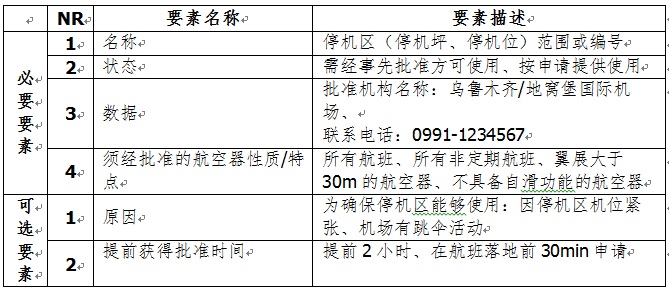 NR 要素名称 要素描述
必要要素
1 名称 停机区（停机坪、停机位）范围或编号
2 状态 需经事先批准方可使用、按申请提供使用
3 数据 批准机构名称：乌鲁木齐/地窝堡国际机
场、
联系电话：0991-1234567
4 须经批准的航空器性质/特
点
所有航班、所有非定期航班、翼展大于
30m 的航空器、不具备自滑功能的航空器
可选要素
1 原因 为确保停机区能够使用：因停机区机位紧
张、机场有跳伞活动
2 提前获得批准时间 提前 2 小时、在航班落地前 30min 申请